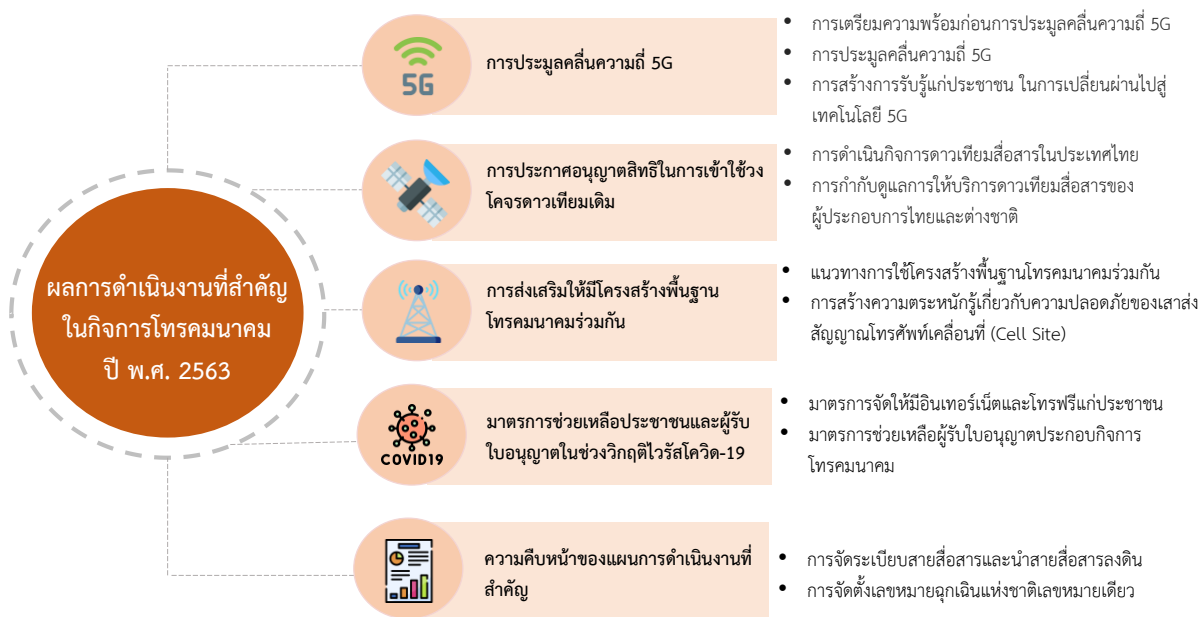 ผลการดำเนินงานที่สำคัญ
ในกิจการโทรคมนาคม
ปี พ.ศ. 2563
5G
การประมูลคลื่นความถี่ 5G
• การเตรียมความพร้อมก่อนการประมูลคลื่นความถี่ 5G
• การประมูลคลื่นความถี่ 5G
• การสร้างการรับรู้แก่ประชาชน ในการเปลี่ยนผ่านไปสู่
เทคโนโลยี 5G
การประกาศอนุญาตสิทธิในการเข้าใช้วง
โคจรดาวเทียมเดิม
• การดำเนินกิจการดาวเทียมสื่อสารในประเทศไทย
• การกำกับดูแลการให้บริการดาวเทียมสื่อสารของ
ผู้ประกอบการไทยและต่างชาติ
การส่งเสริมให้มีโครงสร้างพื้นฐาน
โทรคมนาคมร่วมกัน
• แนวทางการใช้โครงสร้างพื้นฐานโทรคมนาคมร่วมกัน
• การสร้างความตระหนักรู้เกี่ยวกับความปลอดภัยของเสาส่ง
สัญญาณโทรศัพท์เคลื่อนที่ (Cell Site)
COVID19
มาตรการช่วยเหลือประชาชนและผู้รับ
ใบอนุญาตในช่วงวิกฤติไวรัสโควิด-19
• มาตรการจัดให้มีอินเทอร์เน็ตและโทรฟรีแก่ประชาชน
• มาตรการช่วยเหลือผู้รับใบอนุญาตประกอบกิจการ
โทรคมนาคม
ความคืบหน้าของแผนการดำเนินงานที่
สำคัญ
• การจัดระเบียบสายสื่อสารและนำสายสื่อสารลงดิน
• การจัดตั้งเลขหมายฉุกเฉินแห่งชาติเลขหมายเดียว